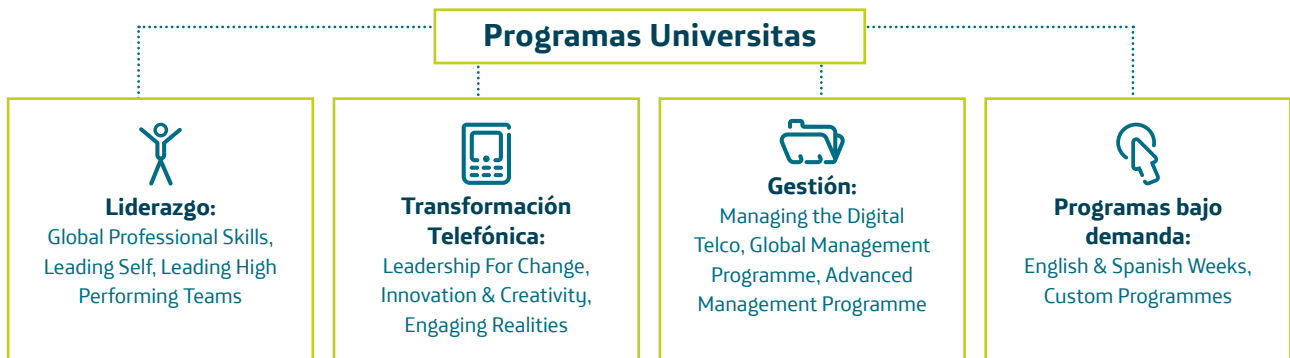 Programas Universitas
Liderazgo:
Global Professional Skills,
Leading Self, Leading High
Performing Teams
Transformación
Telefónica:
Leadership For Change,
Innovation & Creativity,
Engaging Realities
Gestión:
Managing the Digital
Telco, Global Management
Programme, Advanced
Management Programme
Programas bajo
demanda:
English & Spanish Weeks,
Custom Programmes